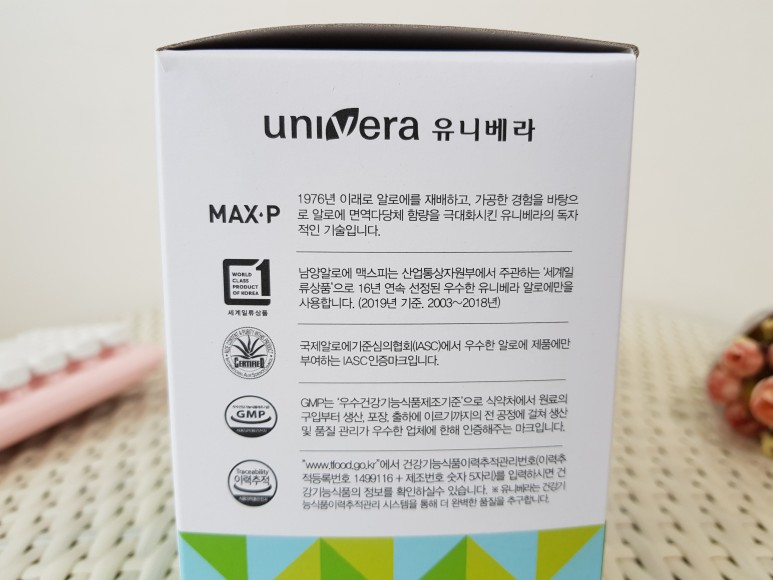 univera 유니베라
MAX·P
1976년 이래로 알로에를 재배하고, 가공한 경험을 바탕으
로 알로에 면역다당체 함량을 극대화시킨 유니베라의 독자
적인 기술입니다.
WORLD
CLASS
PRODUCT
OF KOREA
1
세계일류상품
남양알로에 맥스피는 산업통상자원부에서 주관하는 '세계일
류상품'으로 16년 연속 선정된 우수한 유니베라 알로에만을
사용합니다. (2019년 기준. 2003~2018년)
CERTIFIED
국제알로에기준심의협회(IASC)에서 우수한 알로에 제품에만
부여하는 IASC인증마크입니다.
GMP
GMP는 '우수건강기능식품제조기준'으로 식약처에서 원료의
구입부터 생산, 포장, 출하에 이르기까지의 전 공정에 걸쳐 생산
및 품질 관리가 우수한 업체에 한해 인증해주는 마크입니다.
Traceability
이력추적
"www.tfood.go.kr"에서 건강기능식품이력추적관리번호(이력추
적등록번호 1499116 + 제조번호 숫자 5자리)를 입력하시면 건
강기능식품의 정보를 확인하실수 있습니다. ※ 유니베라는 건강기
능식품이력추적관리 시스템을 통해 더 완벽한 품질을 추구합니다.